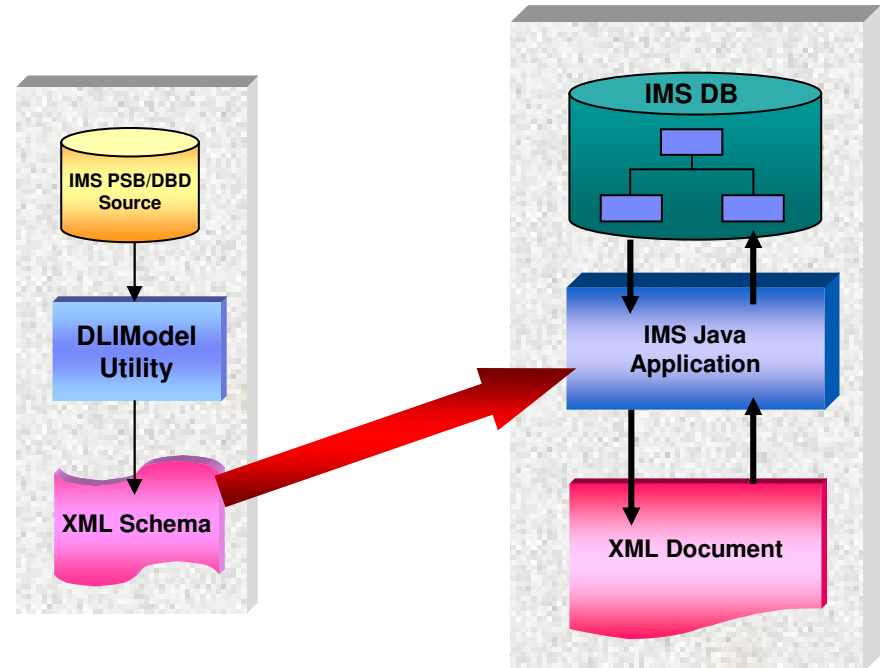 IMS PSB/DBD
Source
DLIModel
Utility
XML Schema
IMS DB
IMS Java
Application
XML Document